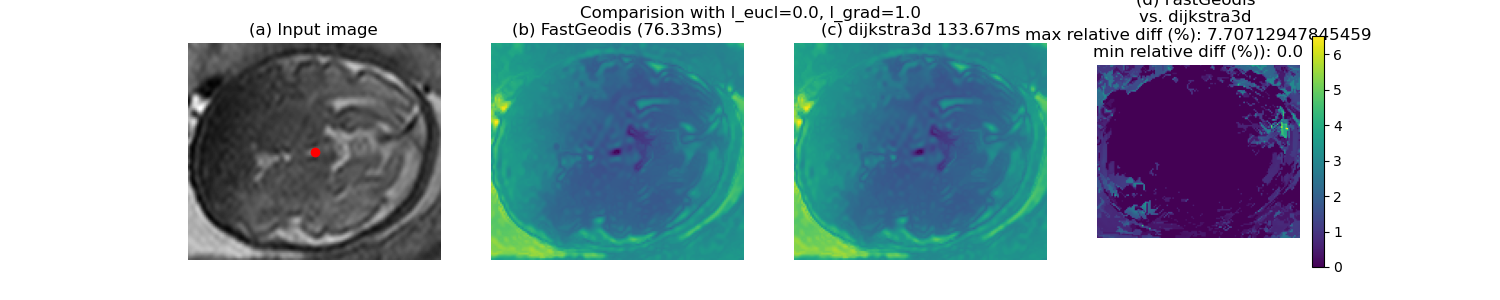 Comparision with l_eucl=0.0, l_grad=1.0
(a) Input image
(b) FastGeodis (76.33ms)
(c) dijkstra3d 133.67ms
(d) FastGeodis
vs. dijkstra3d
max relative diff (%): 7.70712947845459
min relative diff (%)): 0.0
6
5
4
3
2
1
0